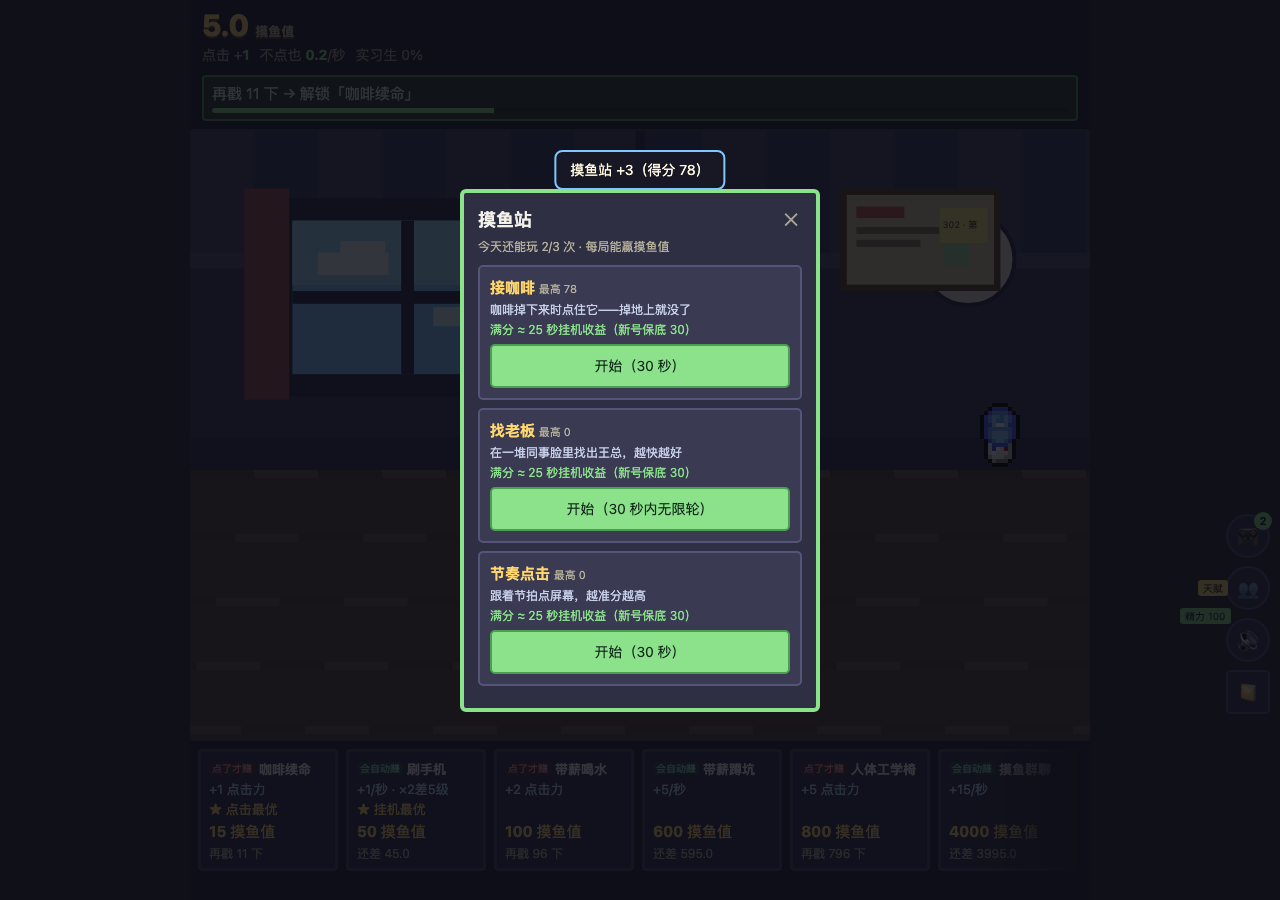 5.0 摸鱼值
点击 +1 不点也 0.2/秒 实习生 0%
再戳 11 下 → 解锁「咖啡续命」
摸鱼站 +3（得分 78）
摸鱼站
今天还能玩 2/3 次 · 每局能赢摸鱼值
接咖啡 最高 78
咖啡掉下来时点住它——掉地上就没了
满分 ≈ 25 秒挂机收益（新号保底 30）
开始（30 秒）
找老板 最高 0
在一堆同事脸里找出王总，越快越好
满分 ≈ 25 秒挂机收益（新号保底 30）
开始（30 秒内无限轮）
节奏点击 最高 0
跟着节拍点屏幕，越准分越高
满分 ≈ 25 秒挂机收益（新号保底 30）
开始（30 秒）
302 · 第
2
天赋
精力 100
点了才赚 咖啡续命
+1 点击力
★ 点击最优
15 摸鱼值
再戳 11 下
会自动赚 刷手机
+1/秒 · ×2差5级
★ 挂机最优
50 摸鱼值
还差 45.0
点了才赚 带薪喝水
+2 点击力
100 摸鱼值
再戳 96 下
会自动赚 带薪蹲坑
+5/秒
600 摸鱼值
还差 595.0
点了才赚 人体工学椅
+5 点击力
800 摸鱼值
再戳 796 下
会自动赚 摸鱼群聊
+15/秒
4000 摸鱼值
还差 3995.0